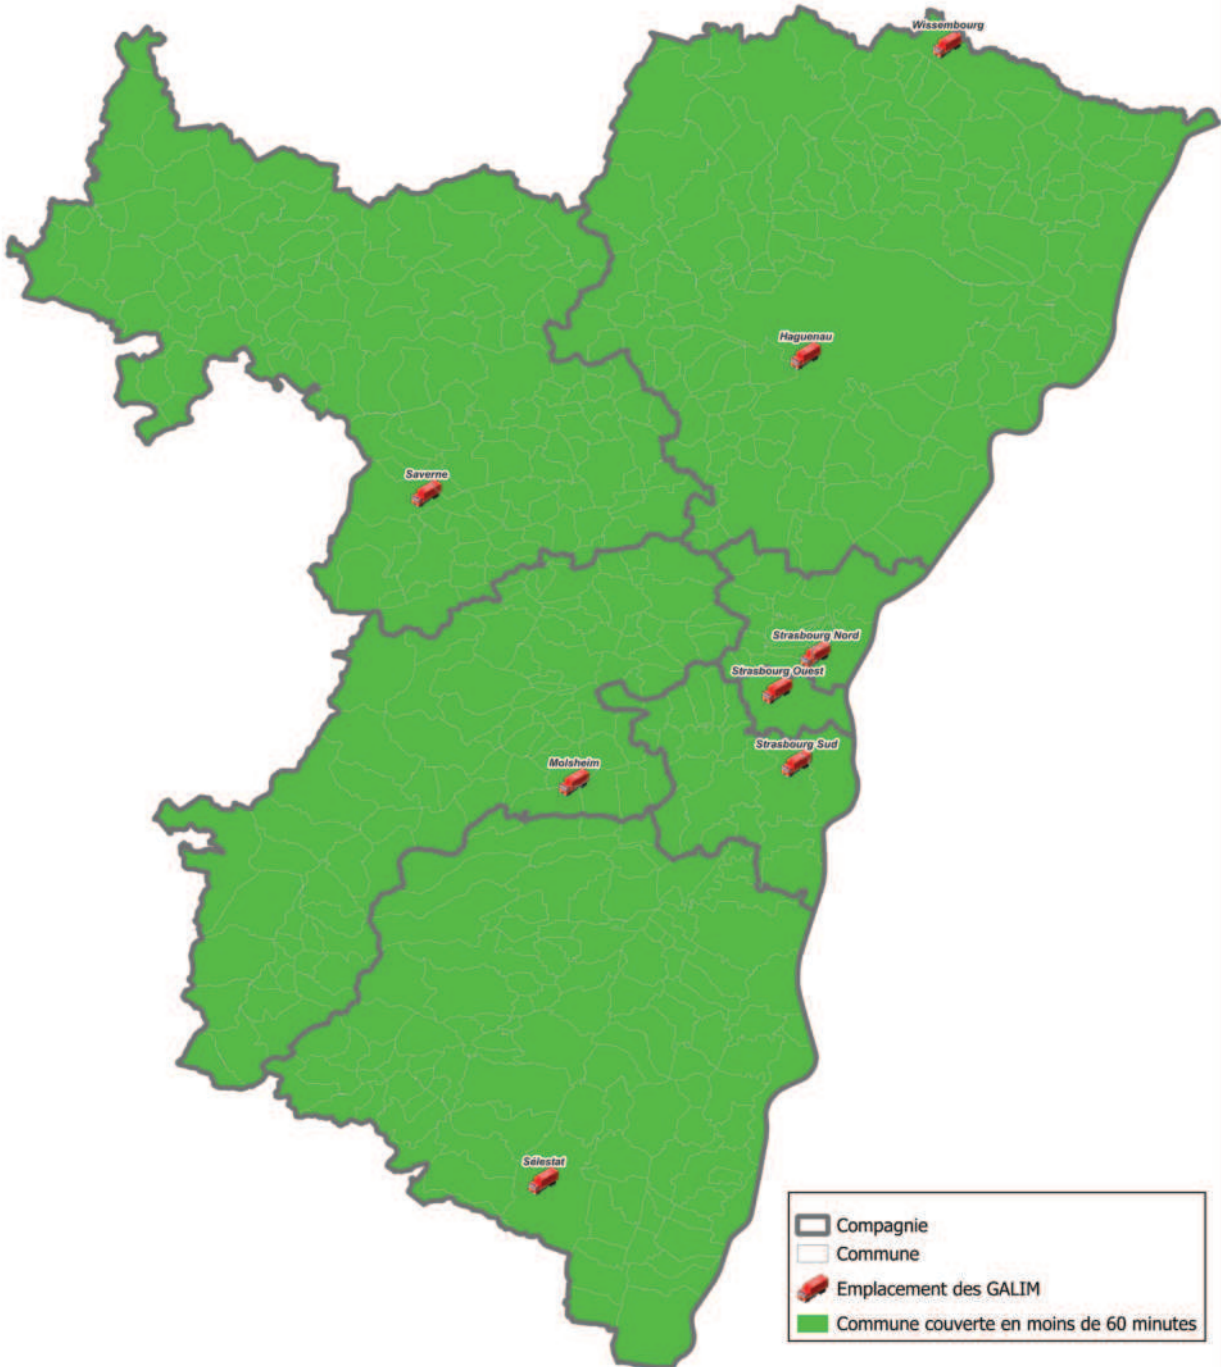 Wissembourg
Haguenau
Saverne
Strasbourg Nord
Strasbourg Ouest
Strasbourg Sud
Molsheim
Sélestat
Compagnie
Commune
Emplacement des GALIM
Commune couverte en moins de 60 minutes